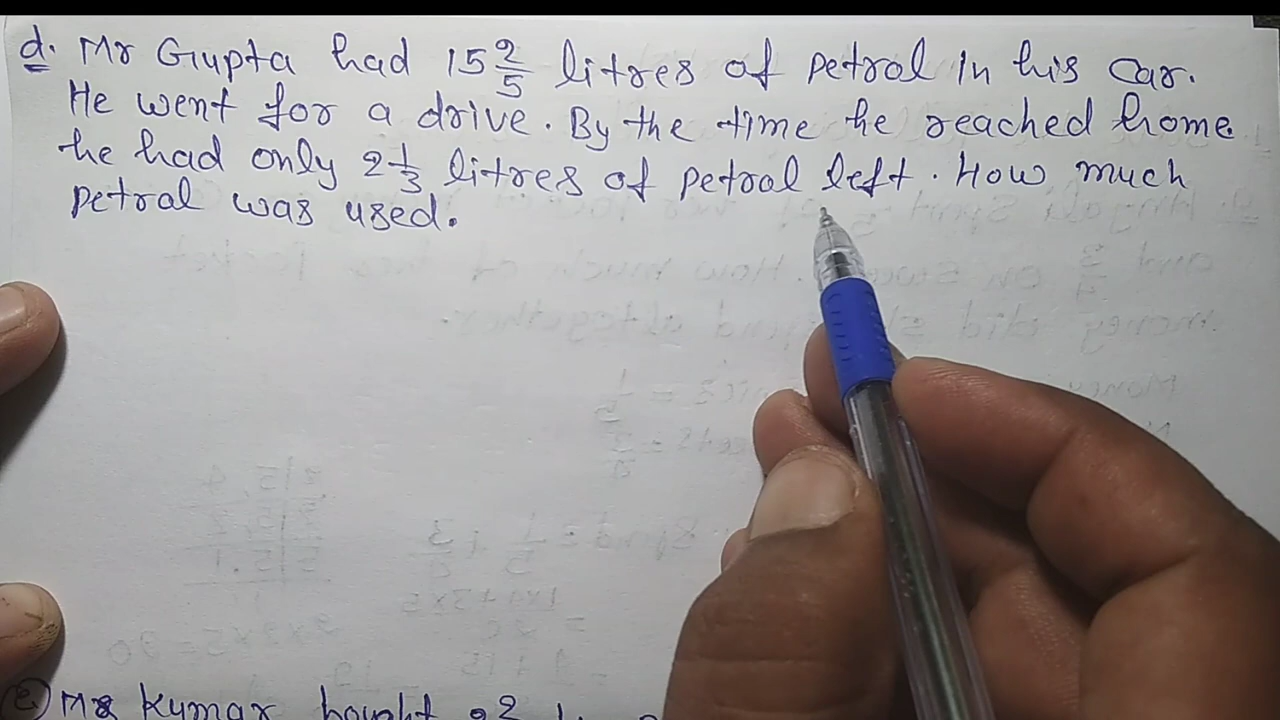 d. Mr Gupta had 15 2/5 litres of petrol in his car.
He went for a drive. By the time he reached home
he had only 2 1/3 litres of petrol left. How much
petrol was used.
e Mr Kumar bought